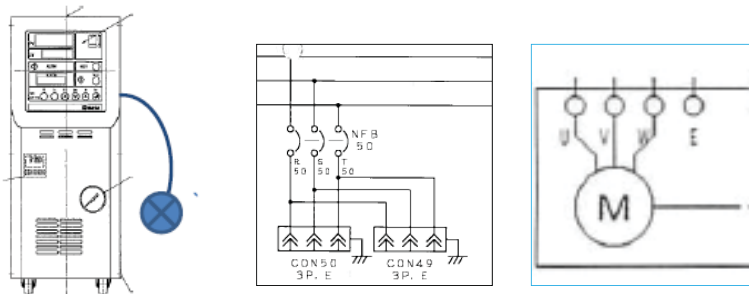 NFB
50
R S T
50 50 50
CON50 CON49
3P. E 3P. E
U V W E
M